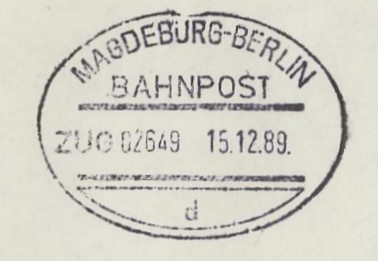 MAGDEBURG-BERLIN
BAHNPOST
ZUG 02649 15.12.89.
d